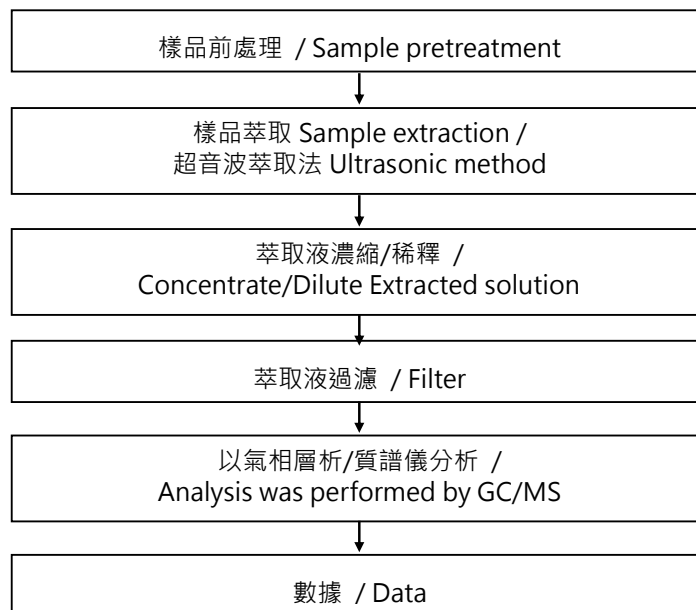 樣品前處理 / Sample pretreatment
樣品萃取 Sample extraction /
超音波萃取法 Ultrasonic method
萃取液濃縮/稀釋 /
Concentrate/Dilute Extracted solution
萃取液過濾 / Filter
以氣相層析/質譜儀分析 /
Analysis was performed by GC/MS
數據 / Data